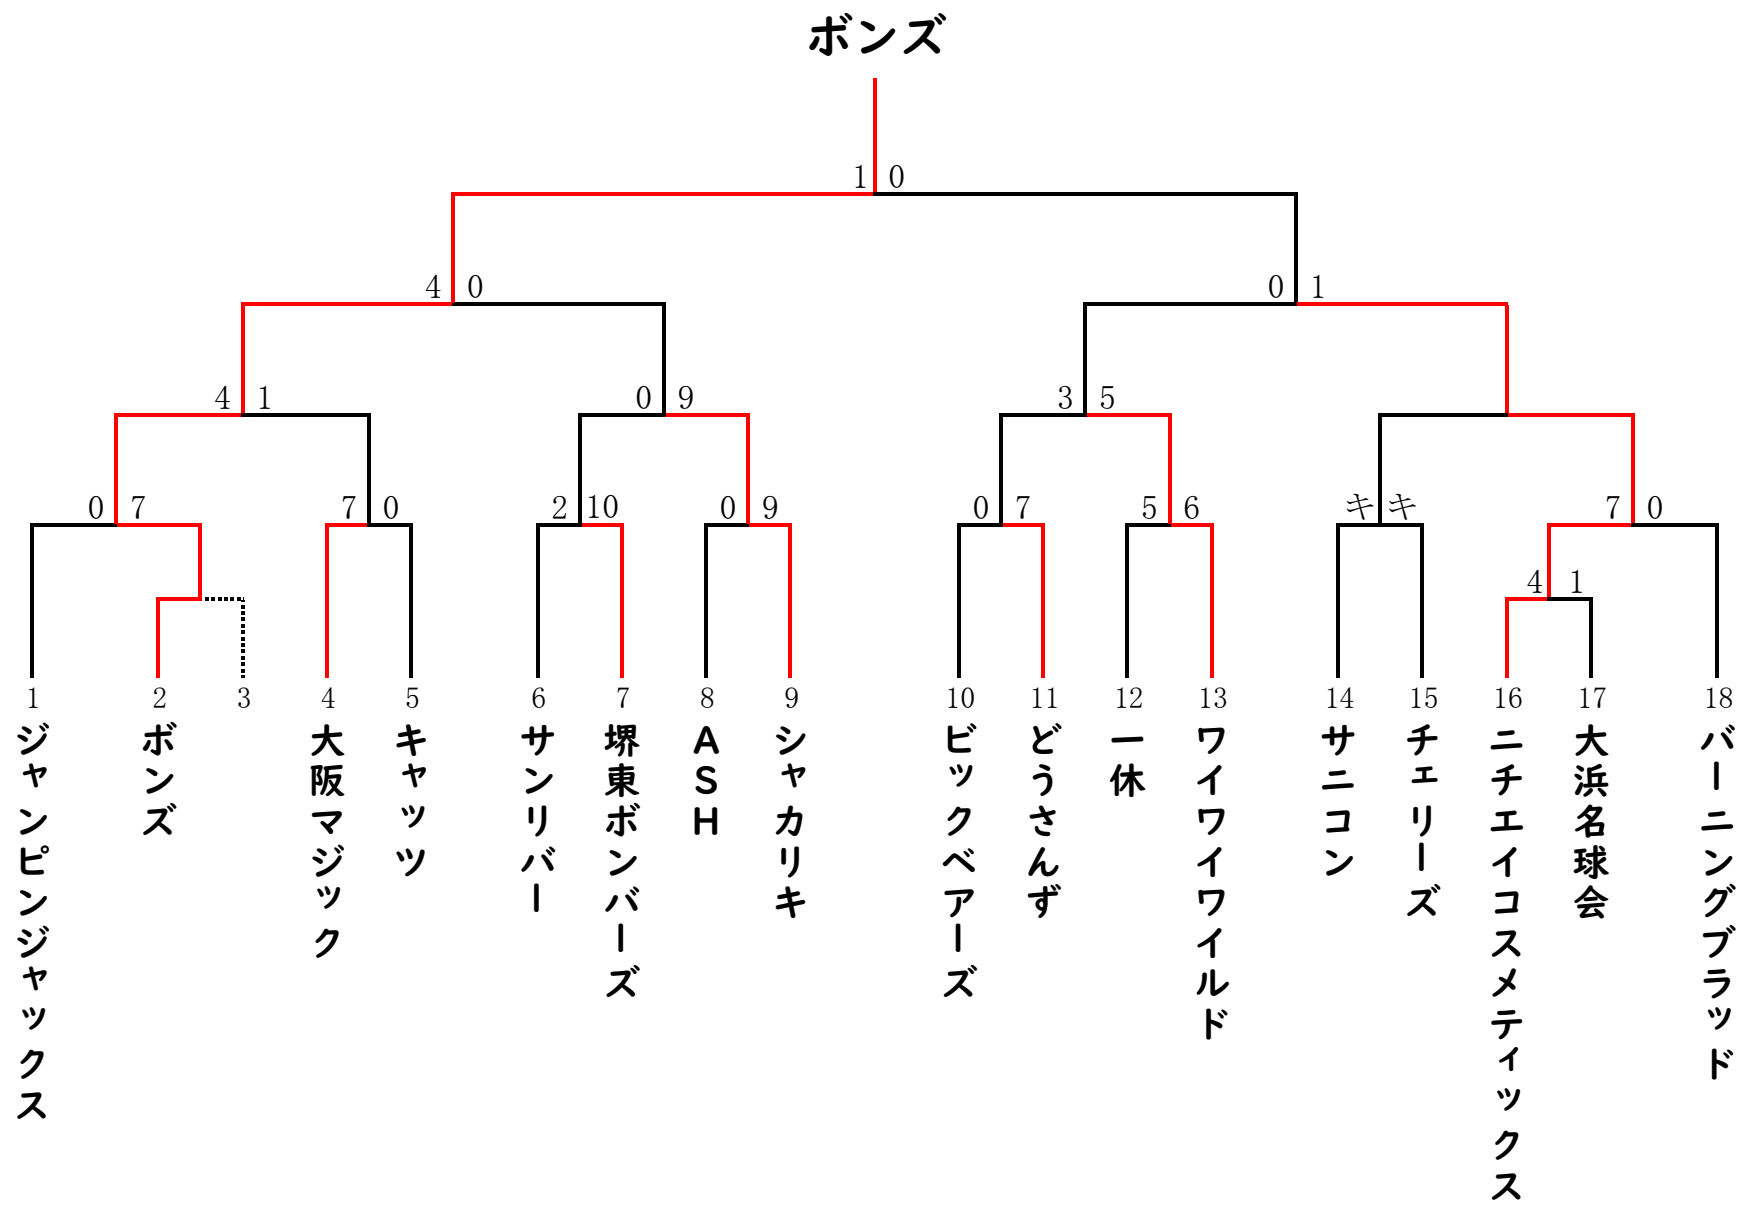 ボンズ
1 0
4 0
0 1
4 1
0 9
3 5
0 7
7 0
2 10
0 9
0 7
5 6
キ キ
7 0
4 1
1
2
3
4
5
6
7
8
9
10
11
12
13
14
15
16
17
18
ジャンピンジャックス
ボンズ
大阪マジック
キャッツ
サンリバー
堺東ボンバーズ
ASH
シャカリキ
ビックベアーズ
どうさんず
一休
ワイワイワイルド
サニコン
チェリーズ
ニチエイコスメティックス
大浜名球会
バーニングブラッド